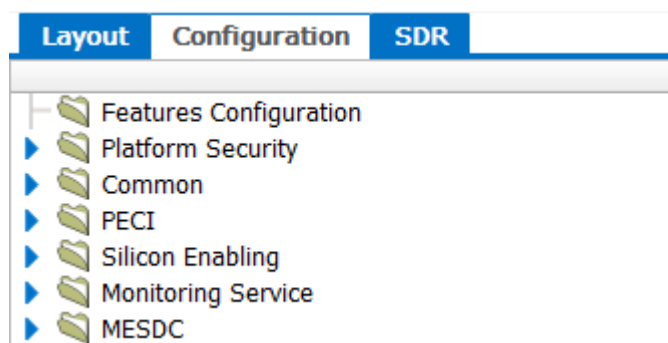 Layout Configuration SDR
Features Configuration
Platform Security
Common
PECI
Silicon Enabling
Monitoring Service
MESDC